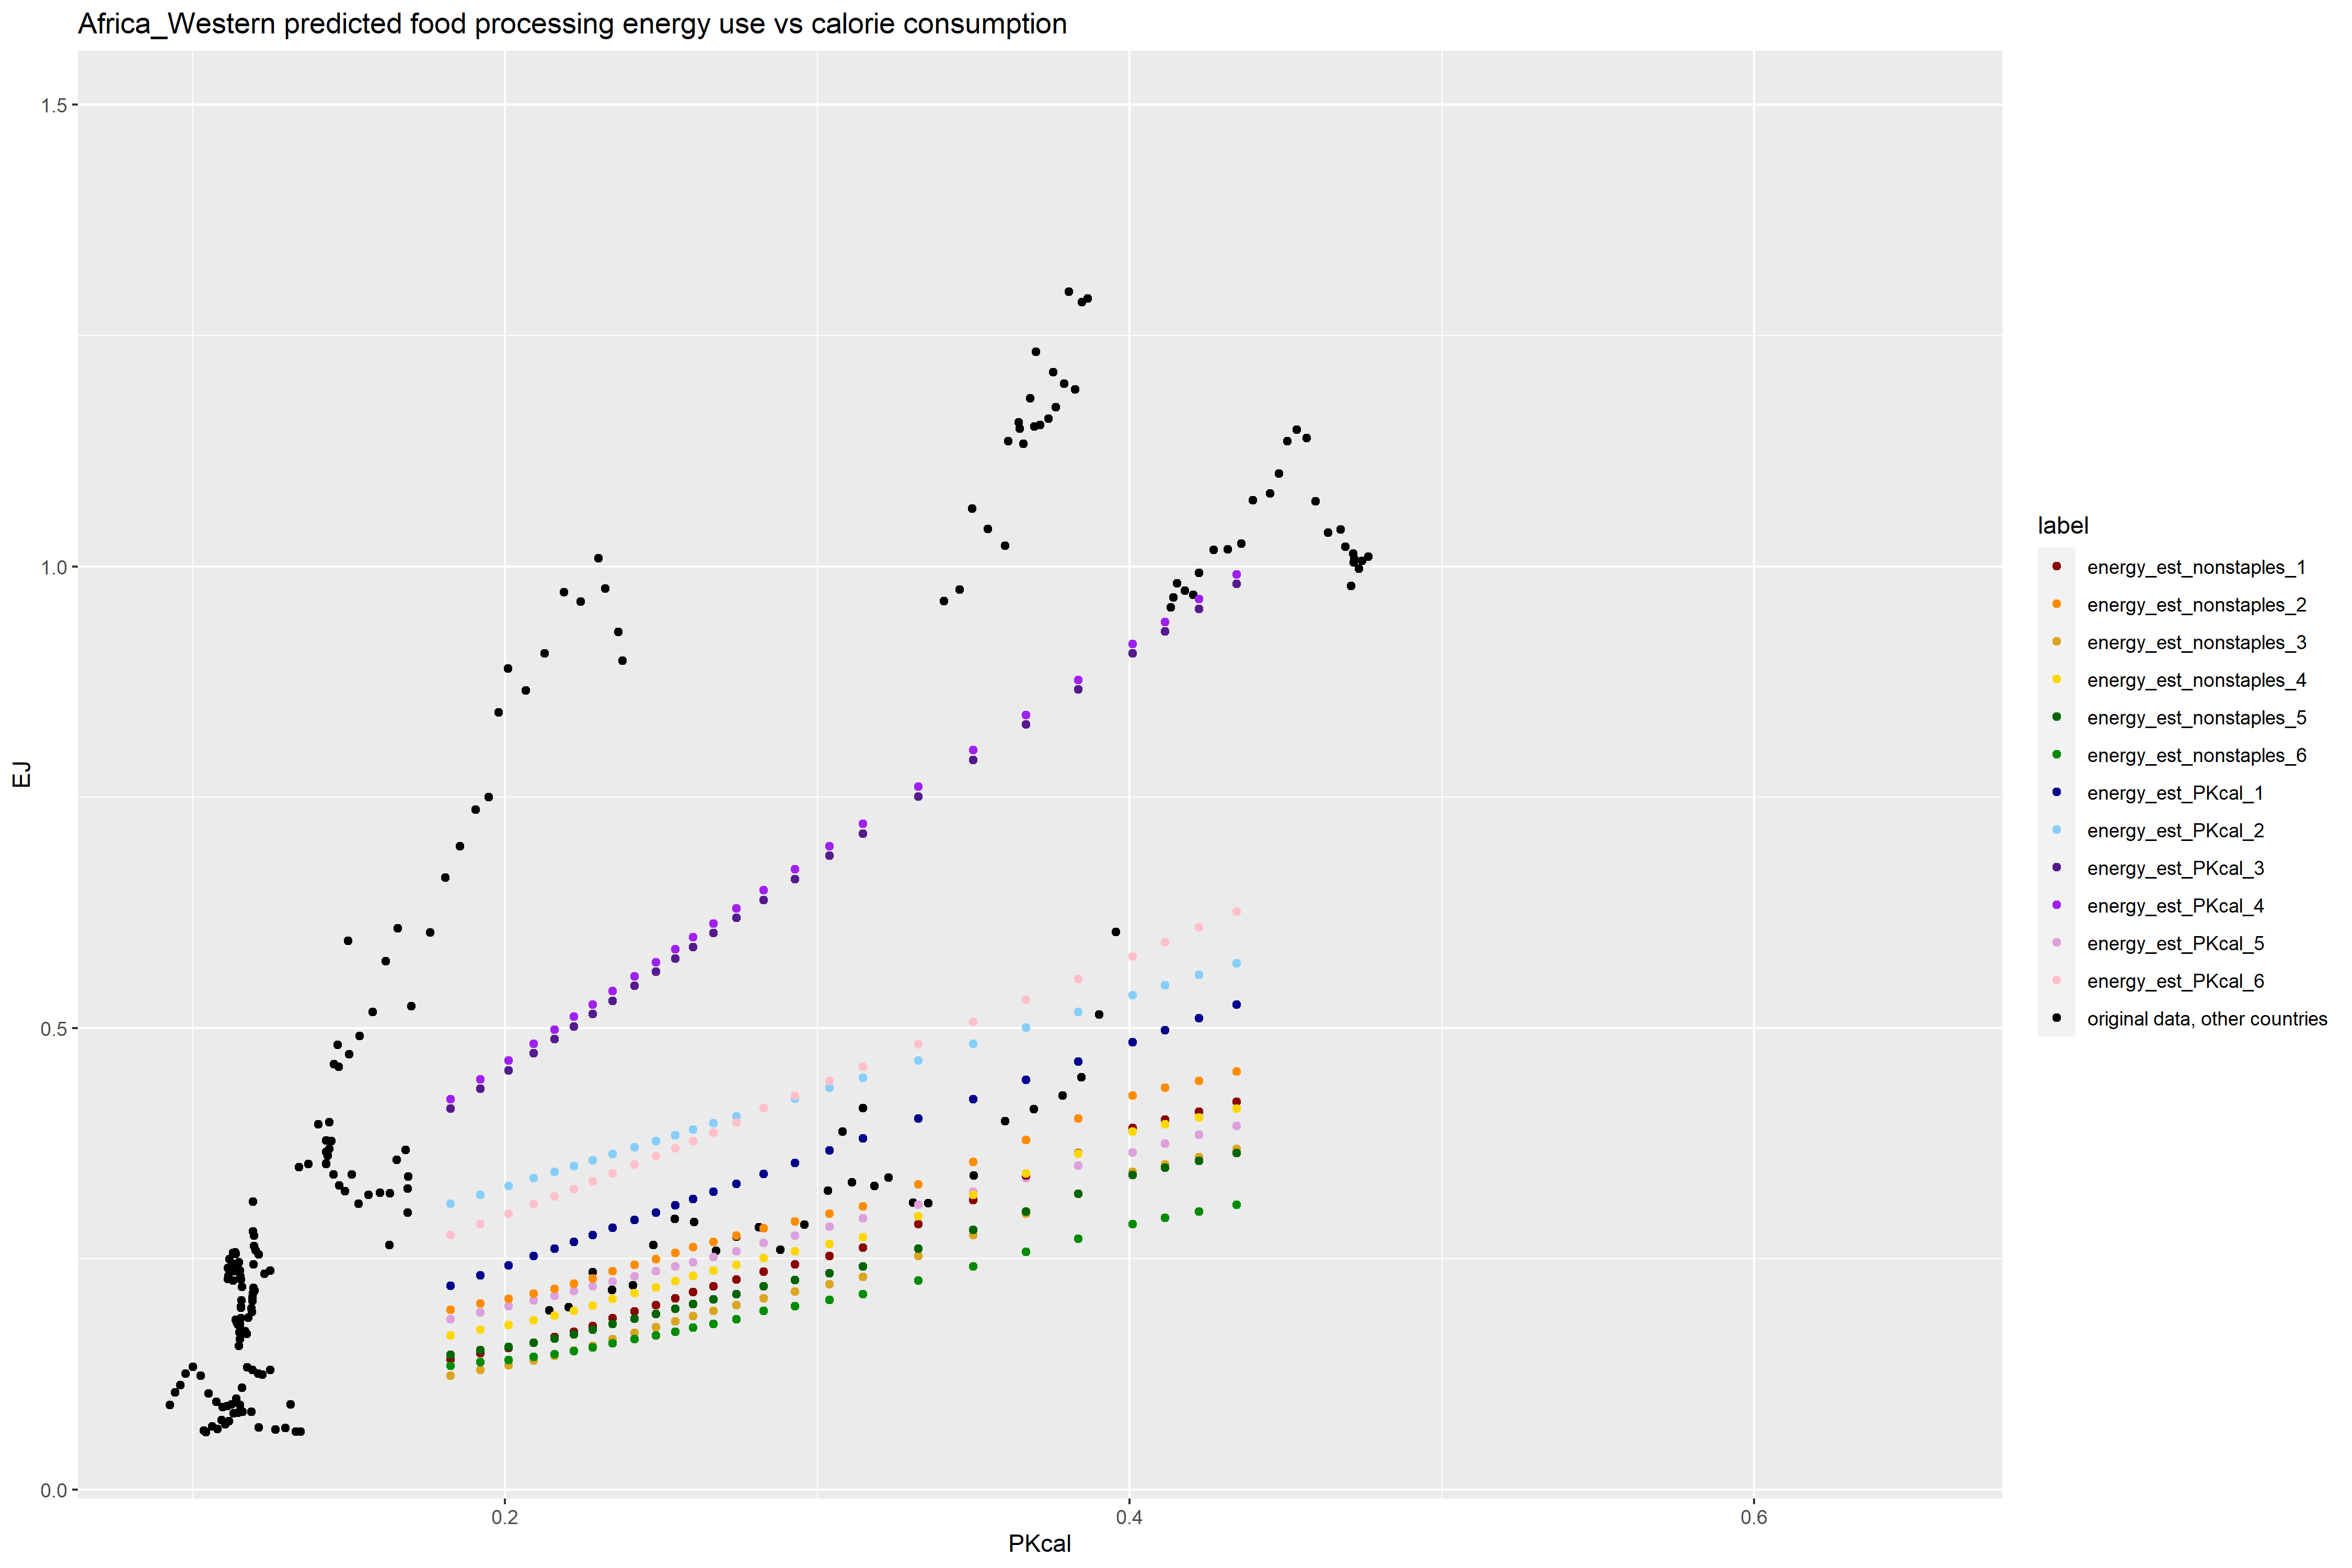 Africa_Western predicted food processing energy use vs calorie consumption
1.5
1.0
0.5
0.0
EJ
0.2
0.4
0.6
PKcal
label
energy_est_nonstaples_1
energy_est_nonstaples_2
energy_est_nonstaples_3
energy_est_nonstaples_4
energy_est_nonstaples_5
energy_est_nonstaples_6
energy_est_PKcal_1
energy_est_PKcal_2
energy_est_PKcal_3
energy_est_PKcal_4
energy_est_PKcal_5
energy_est_PKcal_6
original data, other countries